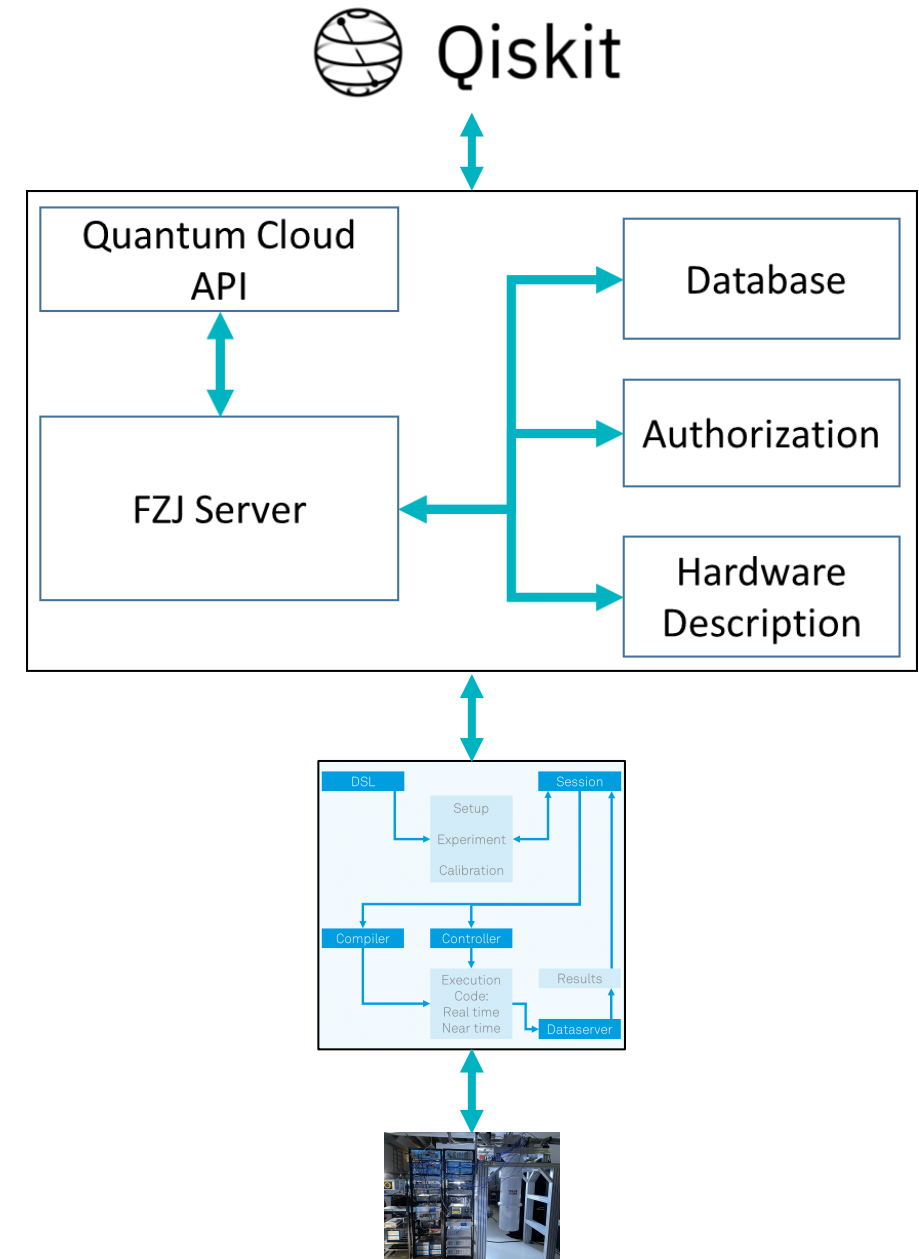 Qiskit
Quantum Cloud
API
FZJ Server
Database
Authorization
Hardware
Description
DSL
Session
Setup
Experiment
Calibration
Compiler
Controller
Execution
Code:
Real time
Near time
Results
Dataserver